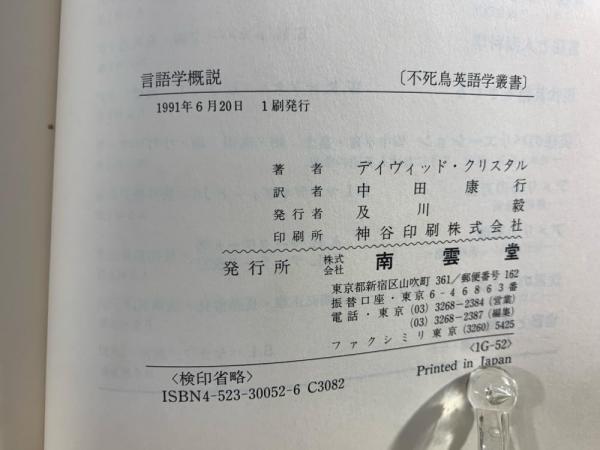 言語学概説 〔不死鳥英語学叢書〕
1991年6月20日 1刷発行
著者 デイヴィッド・クリスタル
訳者 中田康行
発行者 及川毅
印刷所 神谷印刷株式会社
発行所 株式会社 南雲堂
東京都新宿区山吹町 361／郵便番号 162
振替口座・東京 6-46863番
電話・東京 (03) 3268-2384 (営業)
(03) 3268-2387 (編集)
ファクシミリ東京 (3260) 5425
〈検印省略〉 〈IG-52〉
ISBN4-523-30052-6 C3082 Printed in Japan